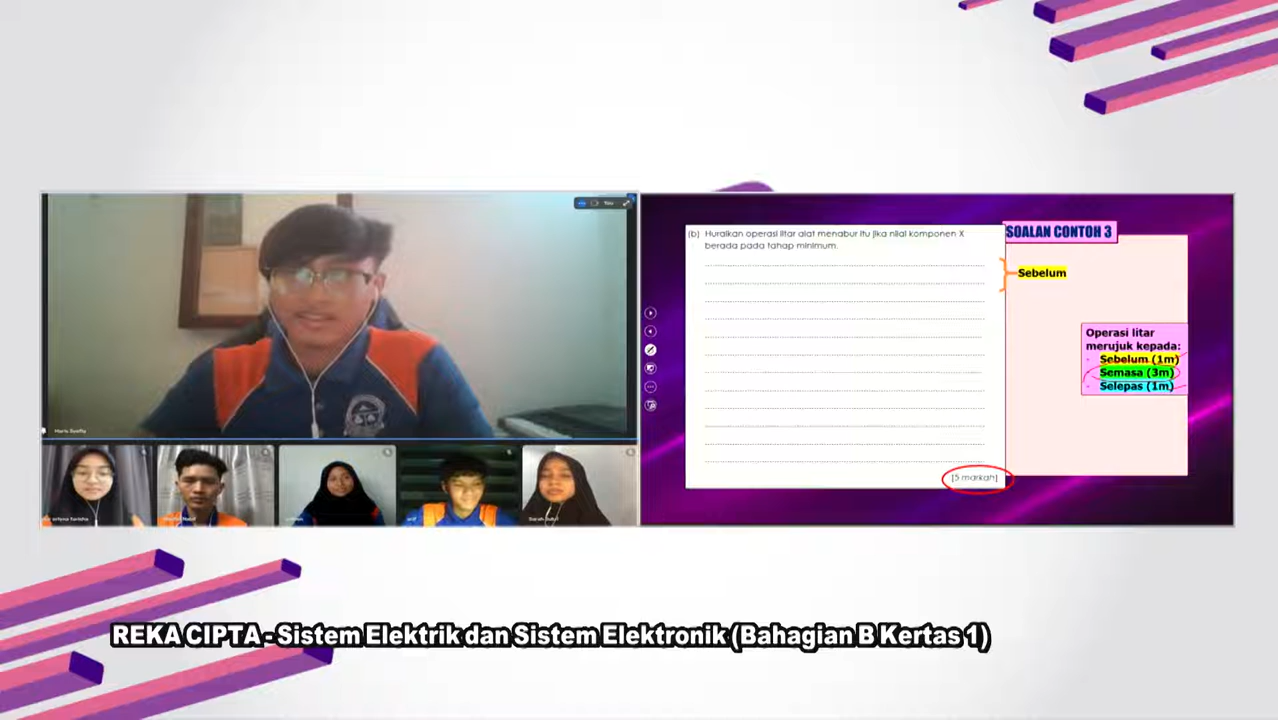 You
(b) Huraikan operasi litar alat menabur itu jika nilai komponen X
berada pada tahap minimum.
SOALAN CONTOH 3
Sebelum
Operasi litar
merujuk kepada:
Sebelum (1m)
Semasa (3m)
Selepas (1m)
[5 markah]
REKA CIPTA - Sistem Elektrik dan Sistem Elektronik (Bahagian B Kertas 1)